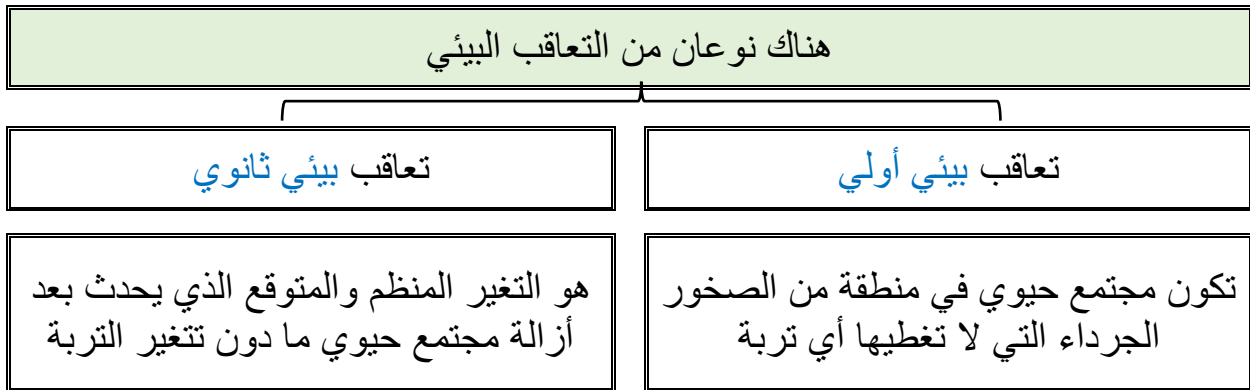 هناك نوعان من التعاقب البيئي
تعاقب بيئي أولي
تعاقب بيئي ثانوي
تكون مجتمع حيوي في منطقة من الصخور
الجرداء التي لا تغطيها أي تربة
هو التغير المنظم والمتوقع الذي يحدث بعد
أزالة مجتمع حيوي ما دون تتغير التربة